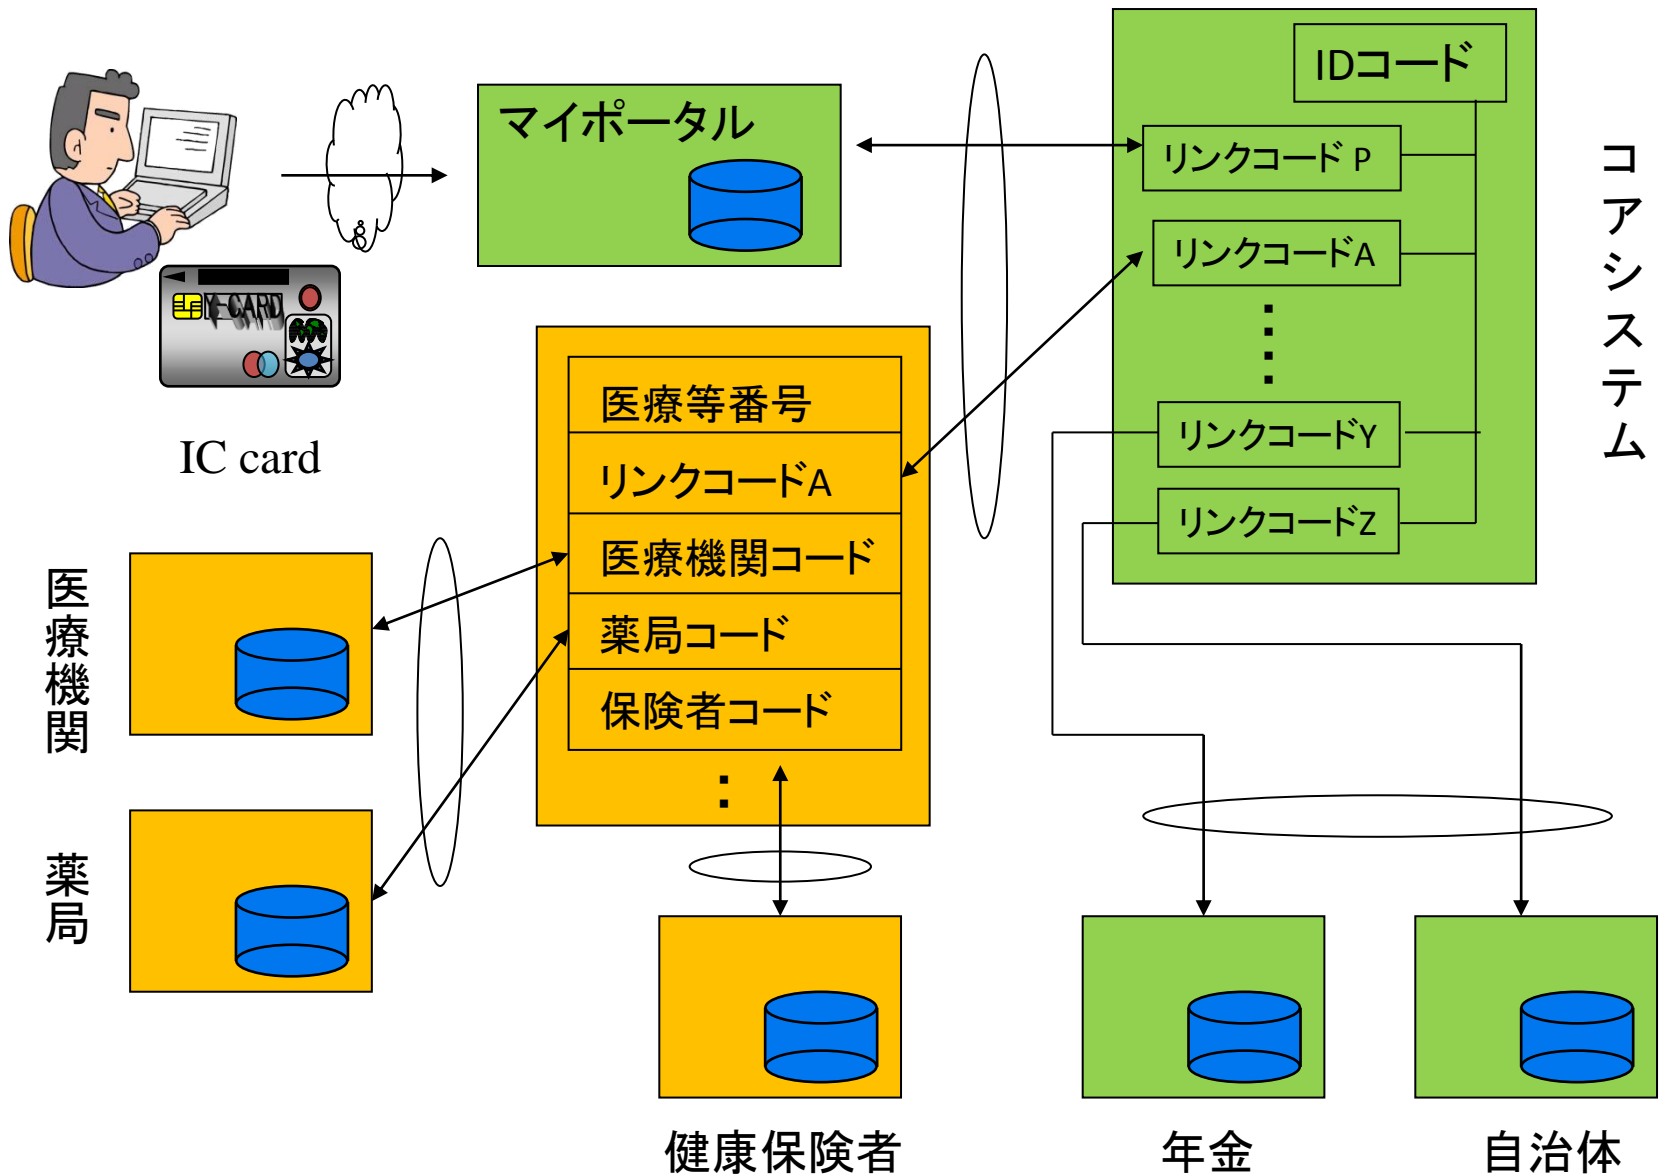 IDコード
マイポータル
リンクコード P
リンクコードA
リンクコードY
リンクコードZ
コアシステム
Y-CARD
IC card
医療等番号
リンクコードA
医療機関コード
薬局コード
保険者コード
医療機関
薬局
健康保険者
年金
自治体